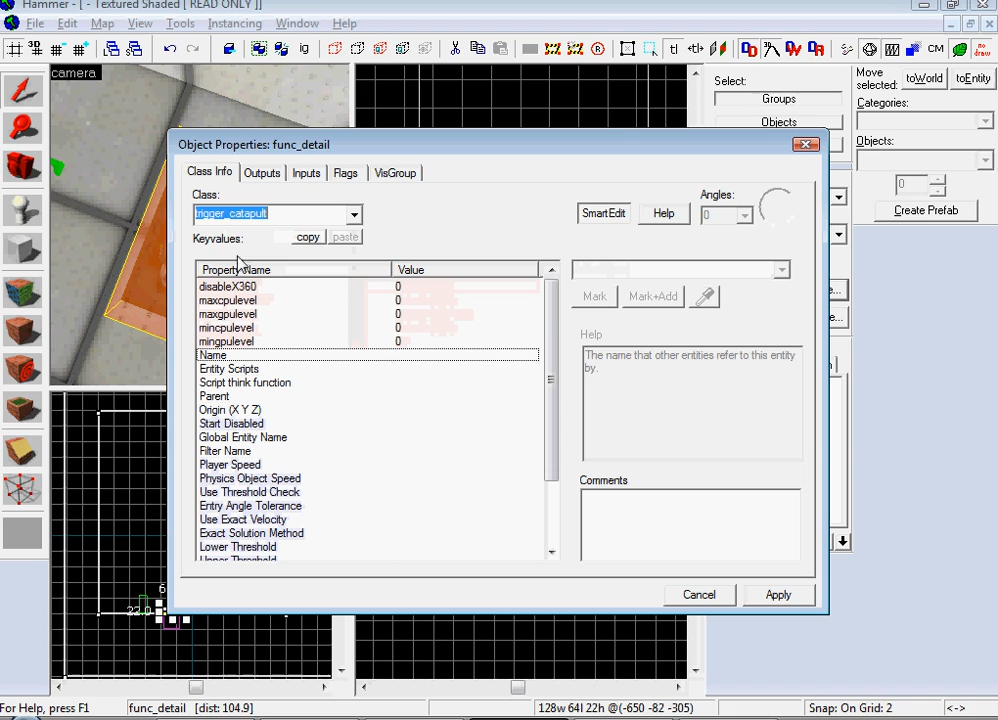 Hammer - [ - Textured Shaded [ READ ONLY ]]
File Edit Map View Tools Instancing Window Help
camera
Select:
Groups
Objects
Move selected:
toWorld
toEntity
Categories:
Objects:
0
Create Prefab
Object Properties: func_detail
Class Info
Outputs
Inputs
Flags
VisGroup
Class:
trigger_catapult
Keyvalues:
copy
paste
SmartEdit
Help
Angles:
0
Property Name Value
disableX360 0
maxcpulevel 0
maxgpulevel 0
mincpulevel 0
mingpulevel 0
Name
Entity Scripts
Script think function
Parent
Origin (X Y Z)
Start Disabled
Global Entity Name
Filter Name
Player Speed
Physics Object Speed
Use Threshold Check
Entry Angle Tolerance
Use Exact Velocity
Exact Solution Method
Lower Threshold
Upper Threshold
Mark
Mark+Add
Help
The name that other entities refer to this entity
by.
Comments
Cancel
Apply
22.0
For Help, press F1
func_detail [dist: 104.9]
128w 64l 22h @(-650 -82 -305)
Snap: On Grid: 2
<->